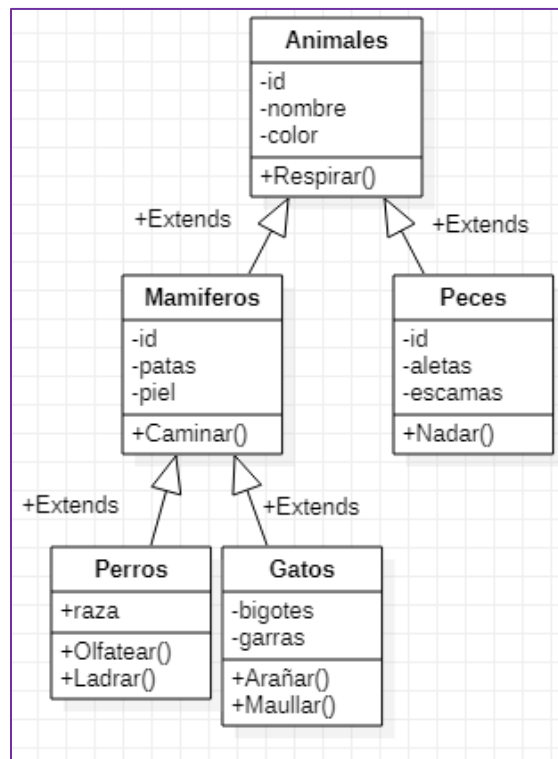 Animales
-id
-nombre
-color
+Respirar()
+Extends
+Extends
Mamiferos
-id
-patas
-piel
+Caminar()
Peces
-id
-aletas
-escamas
+Nadar()
+Extends
+Extends
Perros
+raza
+Olfatear()
+Ladrar()
Gatos
-bigotes
-garras
+Arañar()
+Maullar()